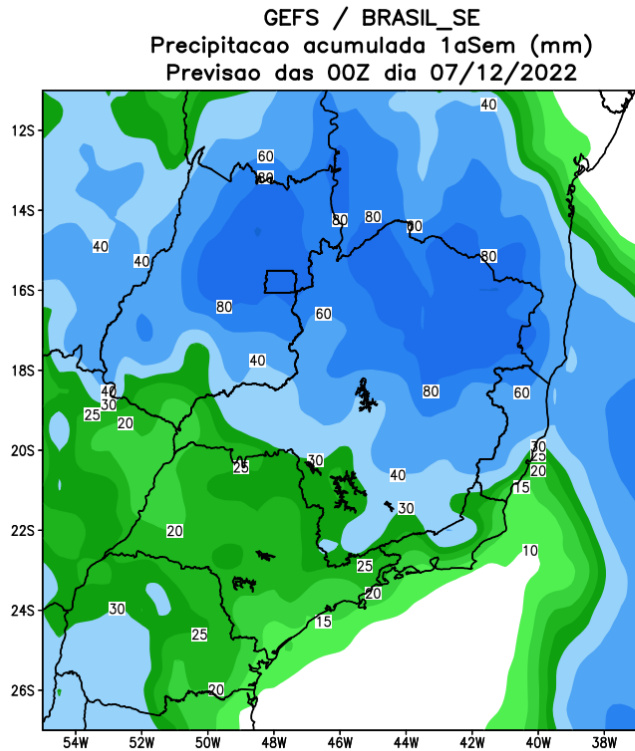 GEFS / BRASIL_SE
Precipitacao acumulada 1aSem (mm)
Previsao das 00Z dia 07/12/2022
40
12S
60
80
14S
80 80 80
40 40 80
16S
80 60
18S
40
40 80 60
30
25 20
20S
30 30
25 25
40 20
15
30
20
22S
10
25
20
24S
30
15
25
20
26S
54W 52W 50W 48W 46W 44W 42W 40W 38W